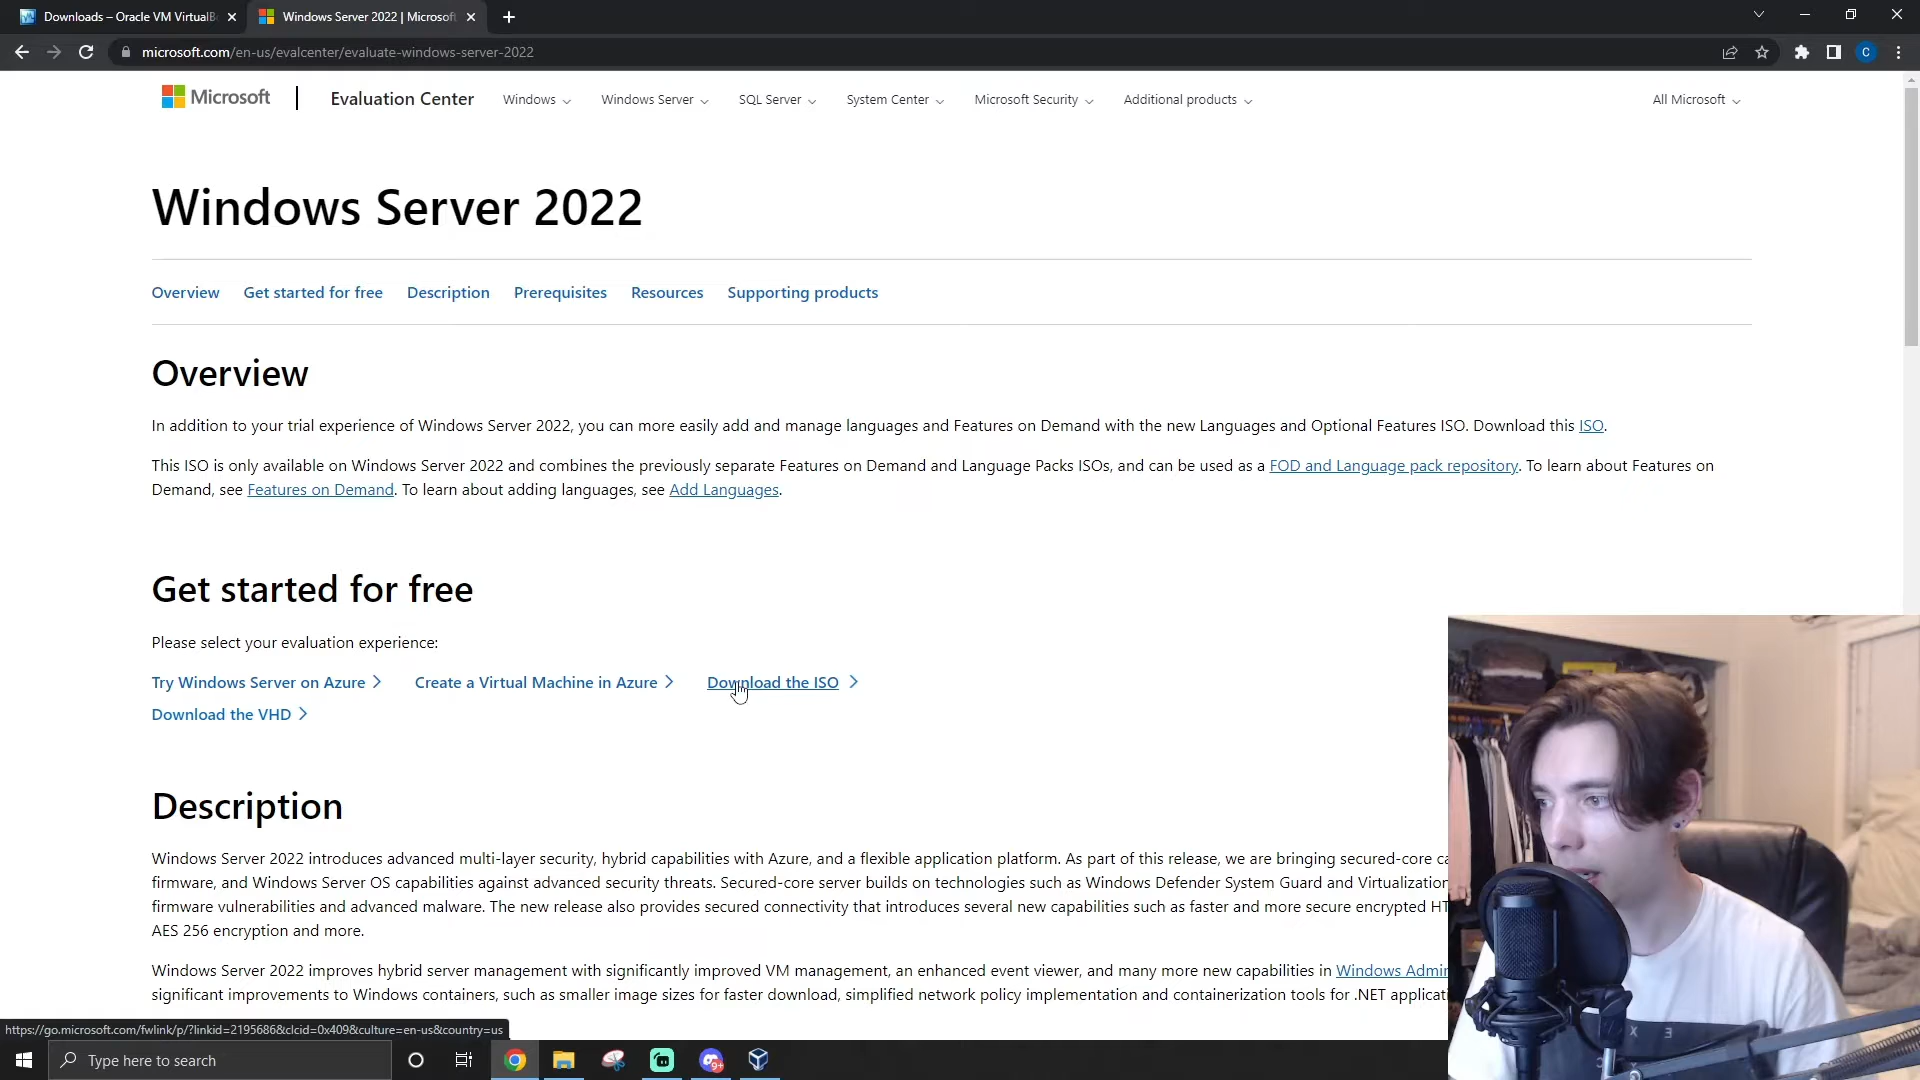 Downloads – Oracle VM VirtualB
Windows Server 2022 | Microsoft
microsoft.com/en-us/evalcenter/evaluate-windows-server-2022
C
Microsoft
Evaluation Center
Windows
Windows Server
SQL Server
System Center
Microsoft Security
Additional products
All Microsoft
Windows Server 2022
Overview
Get started for free
Description
Prerequisites
Resources
Supporting products
Overview
In addition to your trial experience of Windows Server 2022, you can more easily add and manage languages and Features on Demand with the new Languages and Optional Features ISO. Download this ISO.
This ISO is only available on Windows Server 2022 and combines the previously separate Features on Demand and Language Packs ISOs, and can be used as a FOD and Language pack repository. To learn about Features on
Demand, see Features on Demand. To learn about adding languages, see Add Languages.
Get started for free
Please select your evaluation experience:
Try Windows Server on Azure
Create a Virtual Machine in Azure
Download the ISO
Download the VHD
Description
Windows Server 2022 introduces advanced multi-layer security, hybrid capabilities with Azure, and a flexible application platform. As part of this release, we are bringing secured-core ca
firmware, and Windows Server OS capabilities against advanced security threats. Secured-core server builds on technologies such as Windows Defender System Guard and Virtualization
firmware vulnerabilities and advanced malware. The new release also provides secured connectivity that introduces several new capabilities such as faster and more secure encrypted HT
AES 256 encryption and more.
Windows Server 2022 improves hybrid server management with significantly improved VM management, an enhanced event viewer, and many more new capabilities in Windows Admin
significant improvements to Windows containers, such as smaller image sizes for faster download, simplified network policy implementation and containerization tools for .NET applicati
https://go.microsoft.com/fwlink/p/?linkid=2195686&clcid=0x409&culture=en-us&country=us
Type here to search
9+